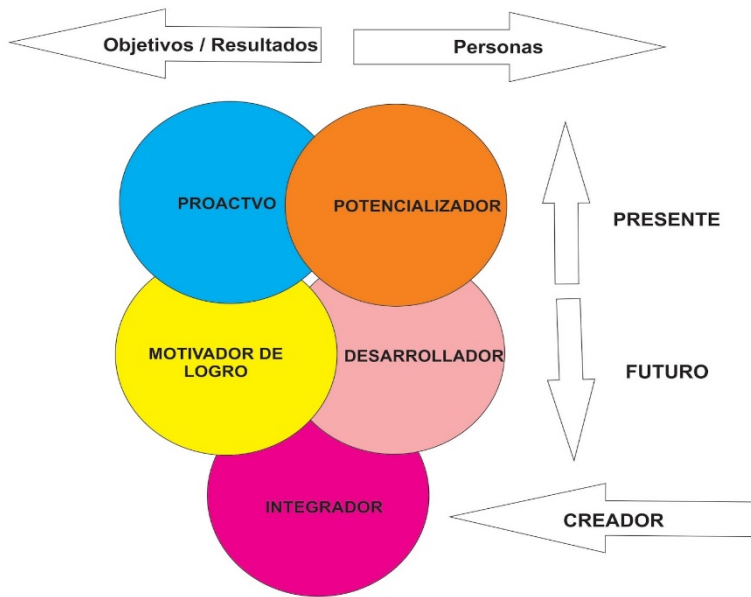 Objetivos / Resultados
Personas
PROACTVO
POTENCIALIZADOR
PRESENTE
MOTIVADOR DE
LOGRO
DESARROLLADOR
FUTURO
INTEGRADOR
CREADOR